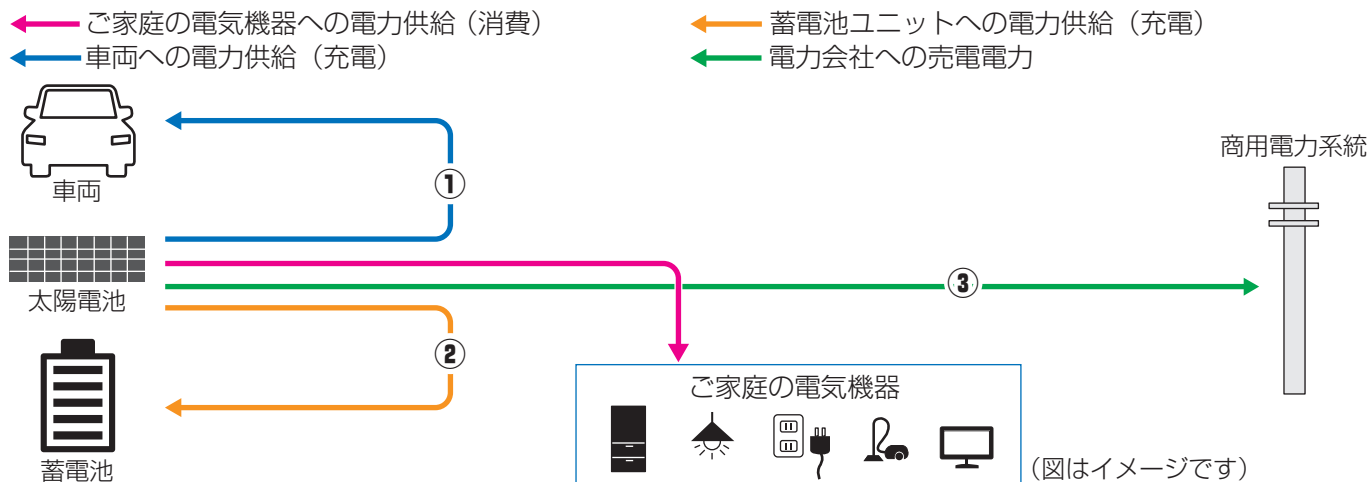 ご家庭の電気機器への電力供給（消費）
蓄電池ユニットへの電力供給（充電）
車両への電力供給（充電）
電力会社への売電電力
商用電力系統
①
車両
太陽電池
③
②
ご家庭の電気機器
蓄電池
（図はイメージです）